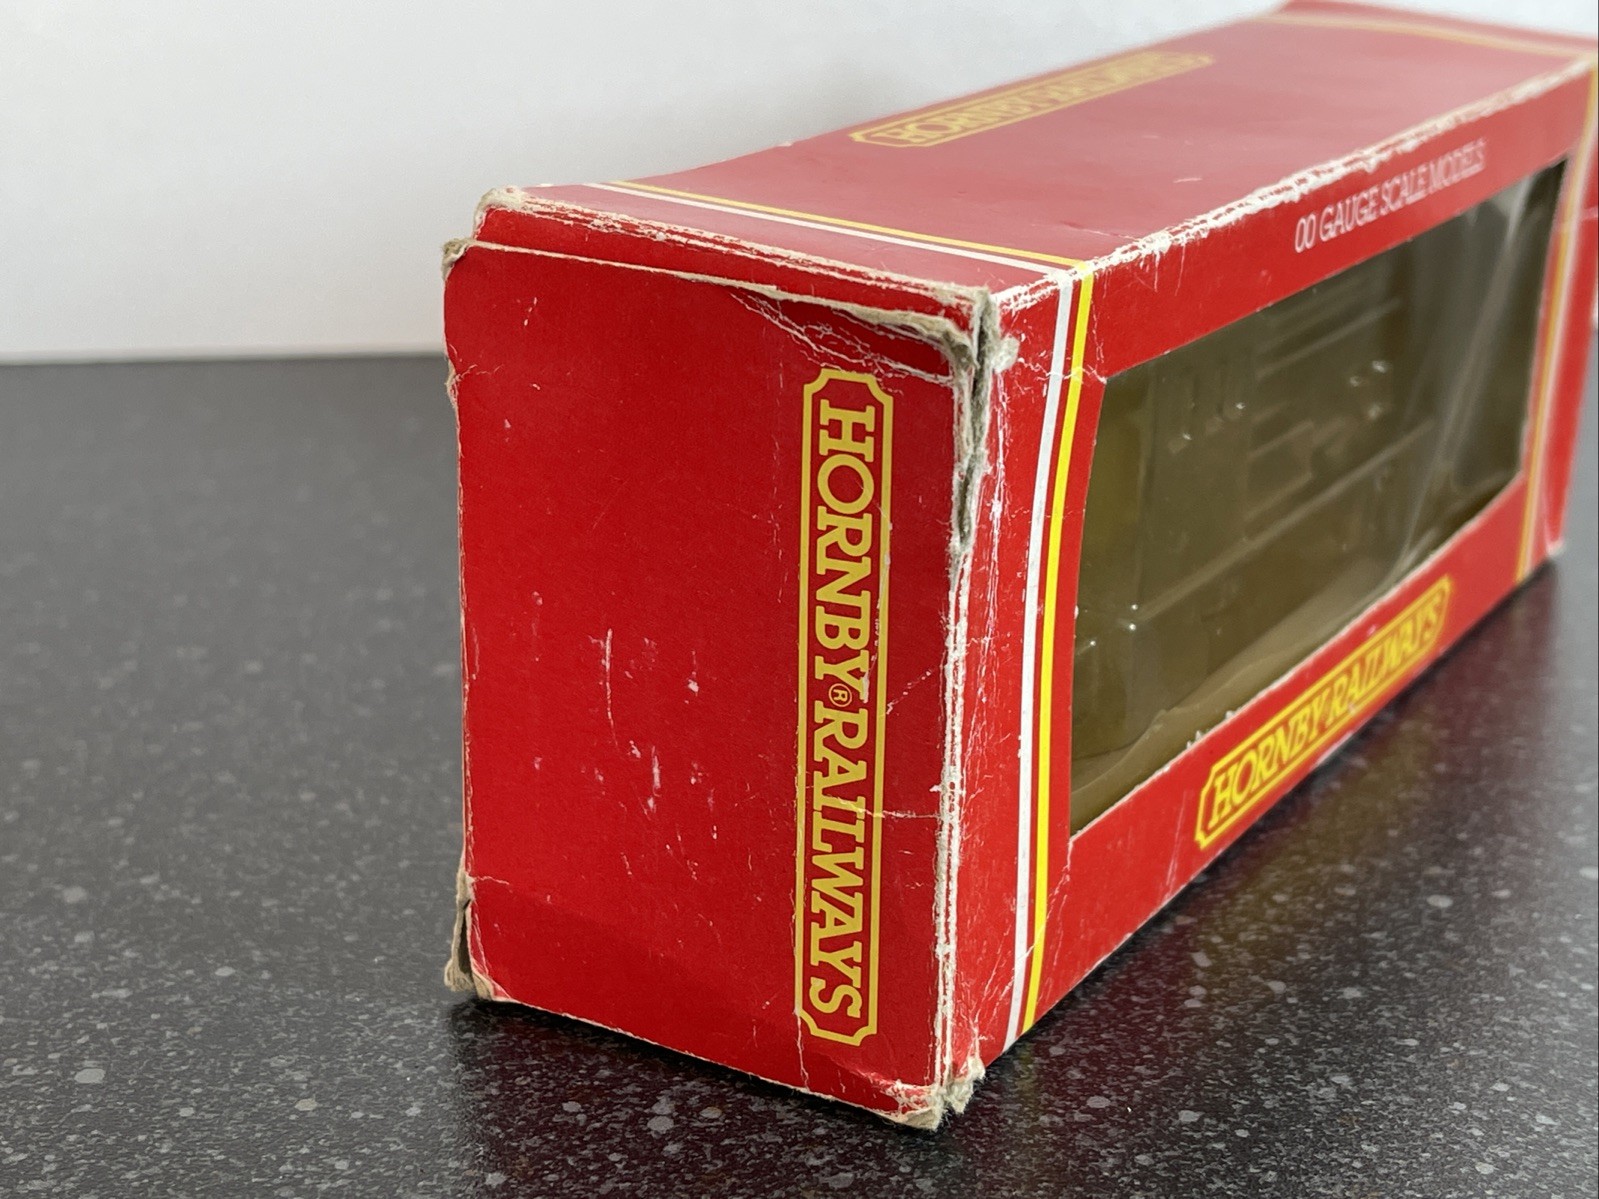 HORNBY RAILWAYS
00 GAUGE SCALE MODELS
HORNBY® RAILWAYS
HORNBY RAILWAYS